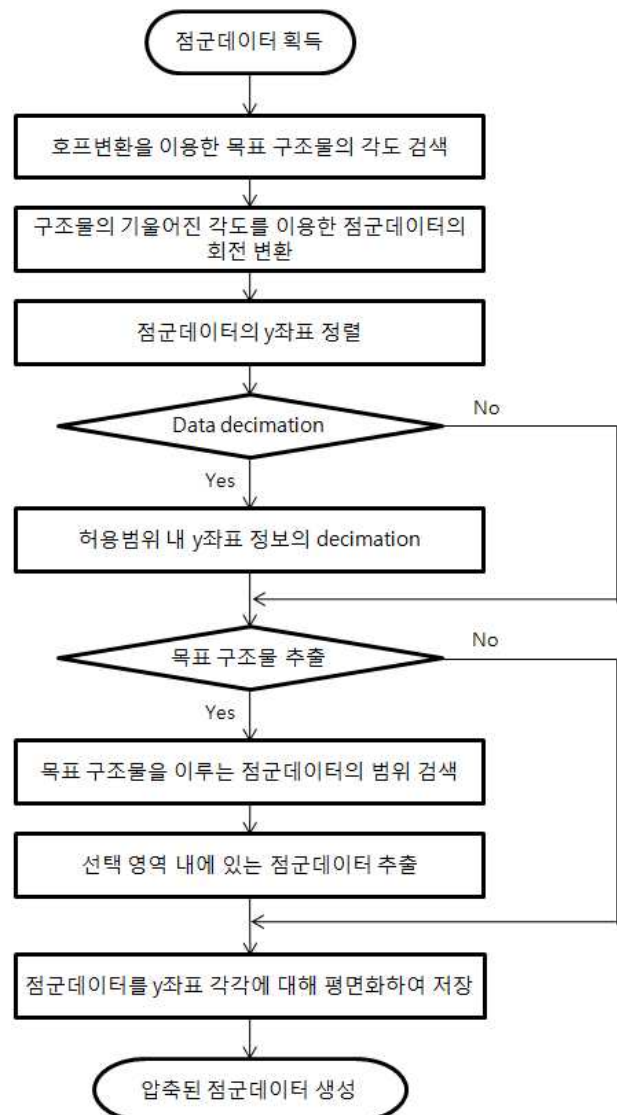 점군데이터 획득
호프변환을 이용한 목표 구조물의 각도 검색
구조물의 기울어진 각도를 이용한 점군데이터의
회전 변환
점군데이터의 y좌표 정렬
Data decimation
No
Yes
허용범위 내 y좌표 정보의 decimation
목표 구조물 추출
No
Yes
목표 구조물을 이루는 점군데이터의 범위 검색
선택 영역 내에 있는 점군데이터 추출
점군데이터를 y좌표 각각에 대해 평면화하여 저장
압축된 점군데이터 생성